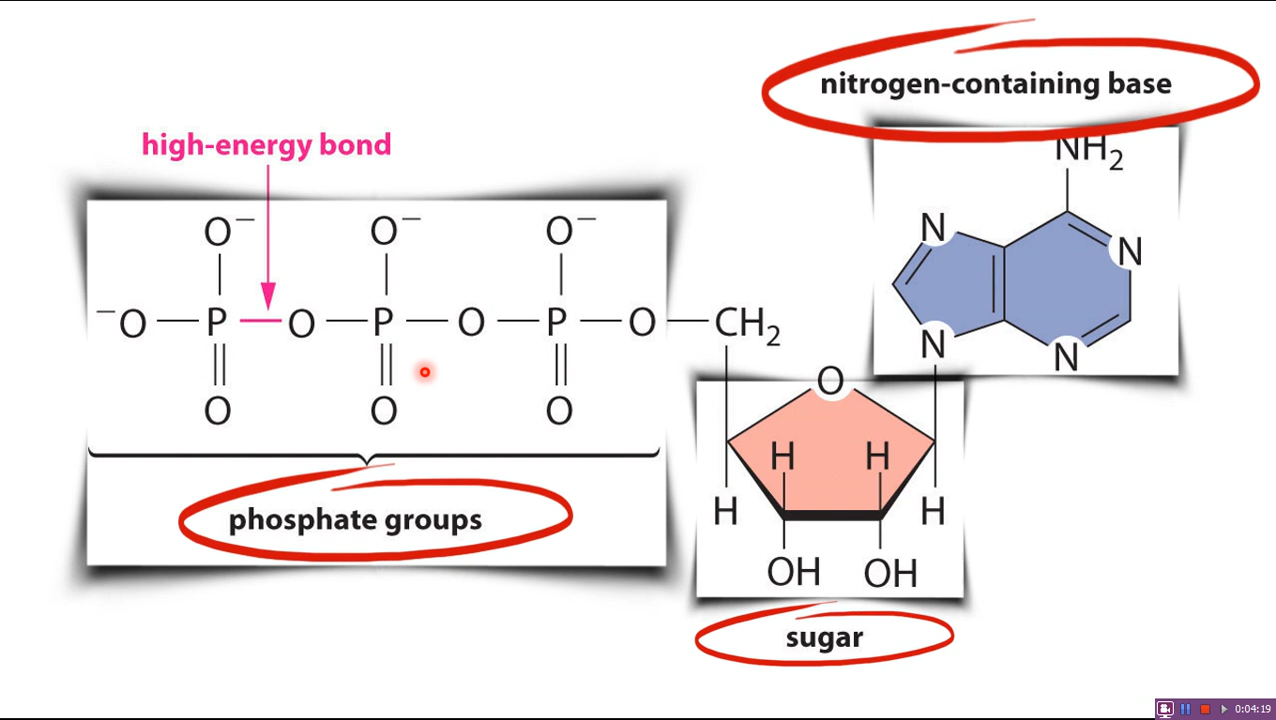 nitrogen-containing base
high-energy bond
NH2
O− O− O− N N
−O P O P O P O CH2 N N
O O O O
H H
phosphate groups H H
OH OH
sugar
0:04:19